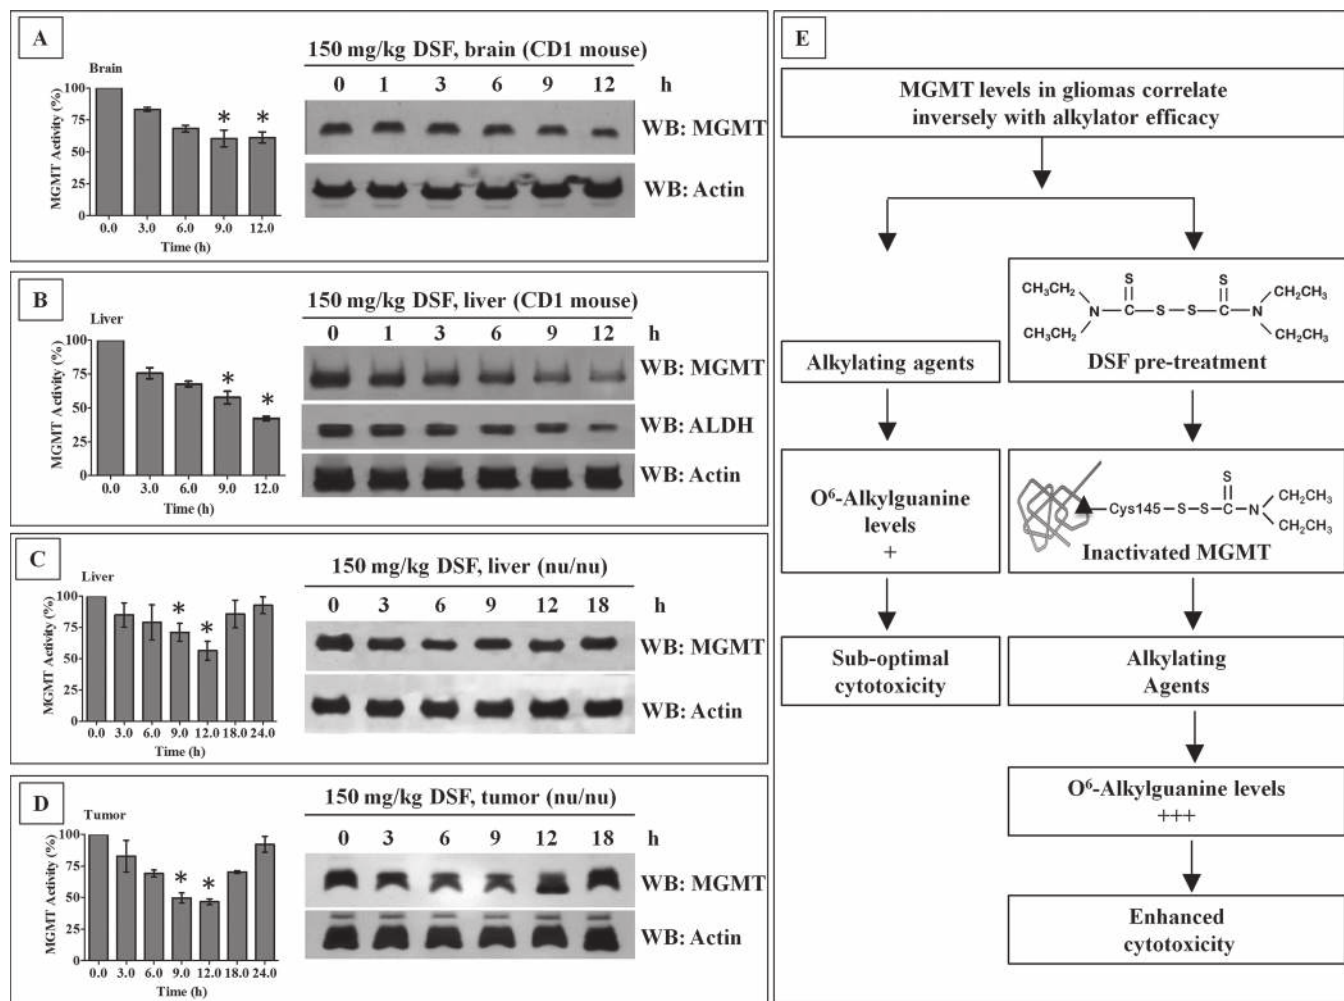 A
Brain
MGMT Activity (%)
100
75
50
25
0
0.0 3.0 6.0 9.0 12.0
Time (h)
* *
150 mg/kg DSF, brain (CD1 mouse)
0 1 3 6 9 12 h
WB: MGMT
WB: Actin
B
Liver
MGMT Activity (%)
100
75
50
25
0
0.0 3.0 6.0 9.0 12.0
Time (h)
* *
150 mg/kg DSF, liver (CD1 mouse)
0 1 3 6 9 12 h
WB: MGMT
WB: ALDH
WB: Actin
C
Liver
MGMT Activity (%)
100
75
50
25
0
0.0 3.0 6.0 9.0 12.0 18.0 24.0
Time (h)
* *
150 mg/kg DSF, liver (nu/nu)
0 3 6 9 12 18 h
WB: MGMT
WB: Actin
D
Tumor
MGMT Activity (%)
100
75
50
25
0
0.0 3.0 6.0 9.0 12.0 18.0 24.0
Time (h)
* *
150 mg/kg DSF, tumor (nu/nu)
0 3 6 9 12 18 h
WB: MGMT
WB: Actin
E
MGMT levels in gliomas correlate
inversely with alkylator efficacy
Alkylating agents
O⁶-Alkylguanine
levels
+
Sub-optimal
cytotoxicity
S S
CH₃CH₂ CH₂CH₃
N C S S C N
CH₃CH₂ CH₂CH₃
DSF pre-treatment
S
CH₂CH₃
Cys145 S S C N
CH₂CH₃
Inactivated MGMT
Alkylating
Agents
O⁶-Alkylguanine levels
+++
Enhanced
cytotoxicity